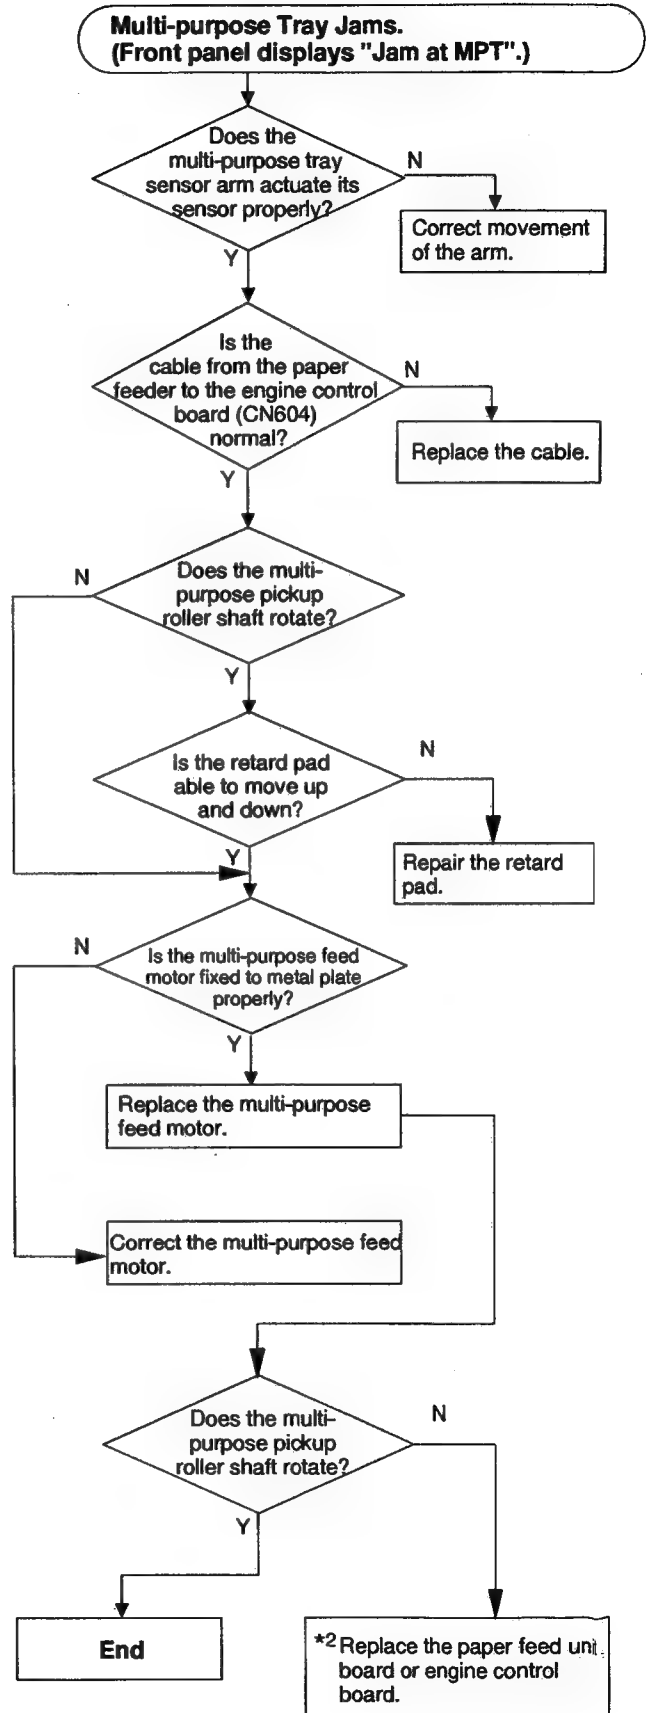 Multi-purpose Tray Jams.
(Front panel displays "Jam at MPT".)
Does the
multi-purpose tray
sensor arm actuate its
sensor properly?
N
Correct movement
of the arm.
Y
Is the
cable from the paper
feeder to the engine control
board (CN604)
normal?
N
Replace the cable.
Y
N
Does the multi-
purpose pickup
roller shaft rotate?
Y
Is the retard pad
able to move up
and down?
N
Repair the retard
pad.
Y
N
Is the multi-purpose feed
motor fixed to metal plate
properly?
Y
Replace the multi-purpose
feed motor.
Correct the multi-purpose feed
motor.
Does the multi-
purpose pickup
roller shaft rotate?
N
Y
End
*2 Replace the paper feed unit
board or engine control
board.